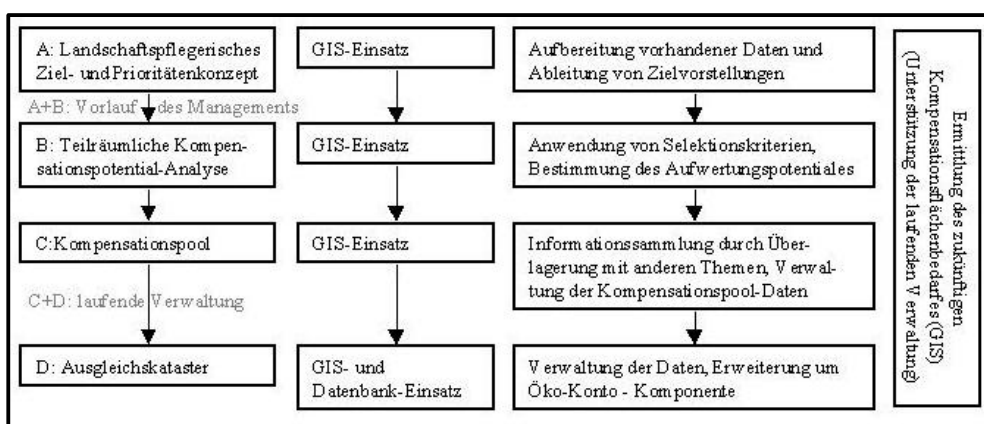 A: Landschaftspflegerisches
Ziel- und Prioritätenkonzept
GIS-Einsatz
Aufbereitung vorhandener Daten und
Ableitung von Zielvorstellungen
A+B: Vorlauf des Managements
B: Teilräumliche Kompen-
sationspotential-Analyse
GIS-Einsatz
Anwendung von Selektionskriterien,
Bestimmung des Aufwertungspotentiales
C:Kompensationspool
GIS-Einsatz
Informationssammlung durch Über-
lagerung mit anderen Themen, Verwal-
tung der Kompensationspool-Daten
C+D: laufende Verwaltung
D: Ausgleichskataster
GIS- und
Datenbank-Einsatz
Verwaltung der Daten, Erweiterung um
Öko-Konto - Komponente
Ermittlung des zukünftigen
Kompensationsflächenbedarfes (GIS)
(Unterstützung der laufenden Verwaltung)